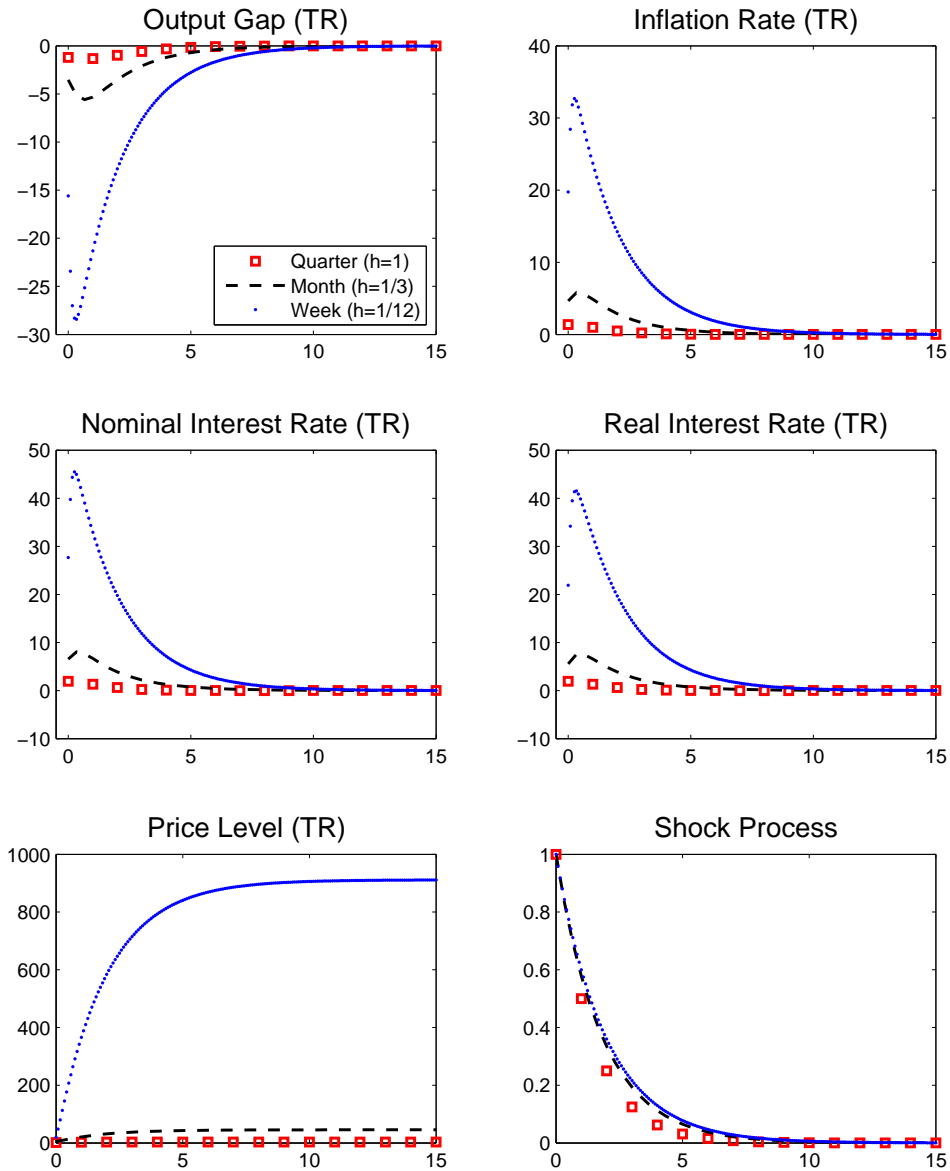 Output Gap (TR)
0
−5
−10
−15
−20
−25
−30
0 5 10 15
Quarter (h=1)
Month (h=1/3)
Week (h=1/12)
Inflation Rate (TR)
40
30
20
10
0
0 5 10 15
Nominal Interest Rate (TR)
50
40
30
20
10
0
−10
0 5 10 15
Real Interest Rate (TR)
50
40
30
20
10
0
−10
0 5 10 15
Price Level (TR)
1000
800
600
400
200
0
0 5 10 15
Shock Process
1
0.8
0.6
0.4
0.2
0
0 5 10 15